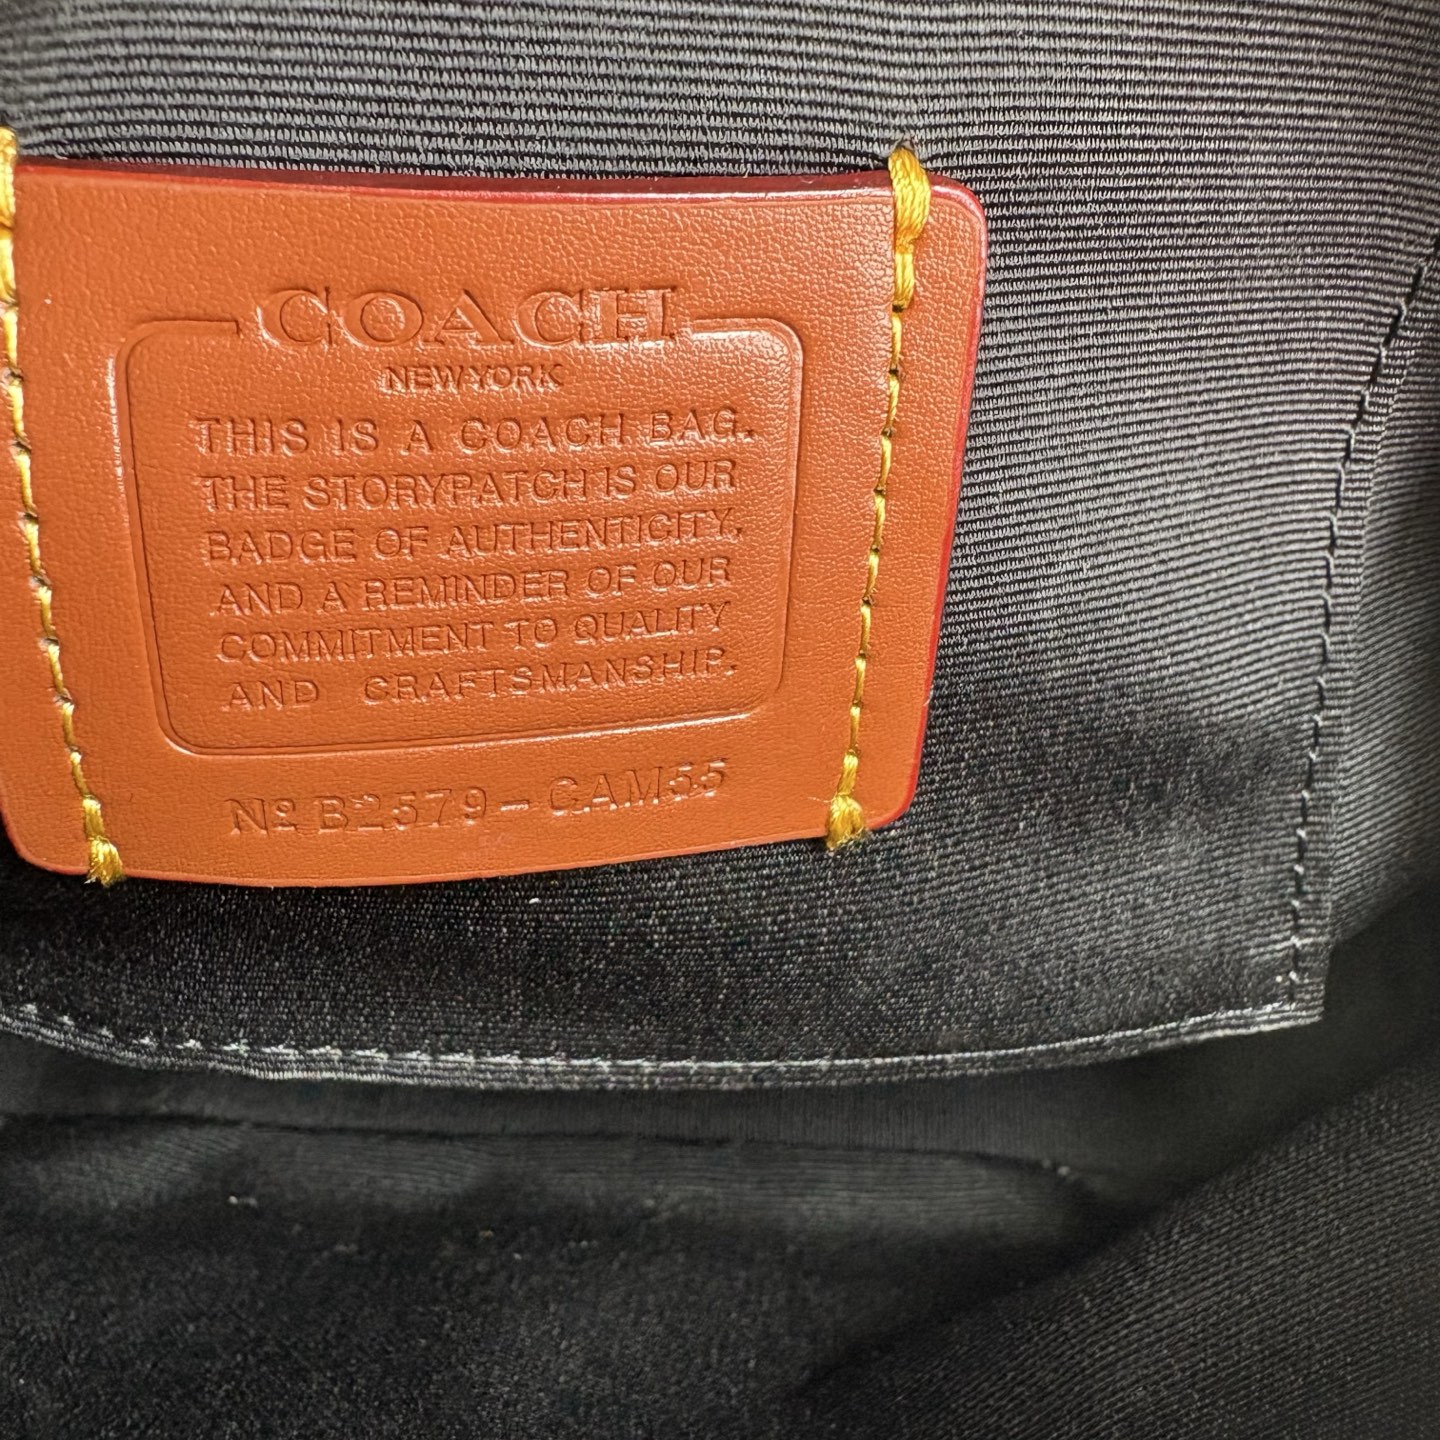 COACH
NEW YORK
THIS IS A COACH BAG.
THE STORYPATCH IS OUR
BADGE OF AUTHENTICITY,
AND A REMINDER OF OUR
COMMITMENT TO QUALITY
AND CRAFTSMANSHIP.
Nº B2579-CAM55